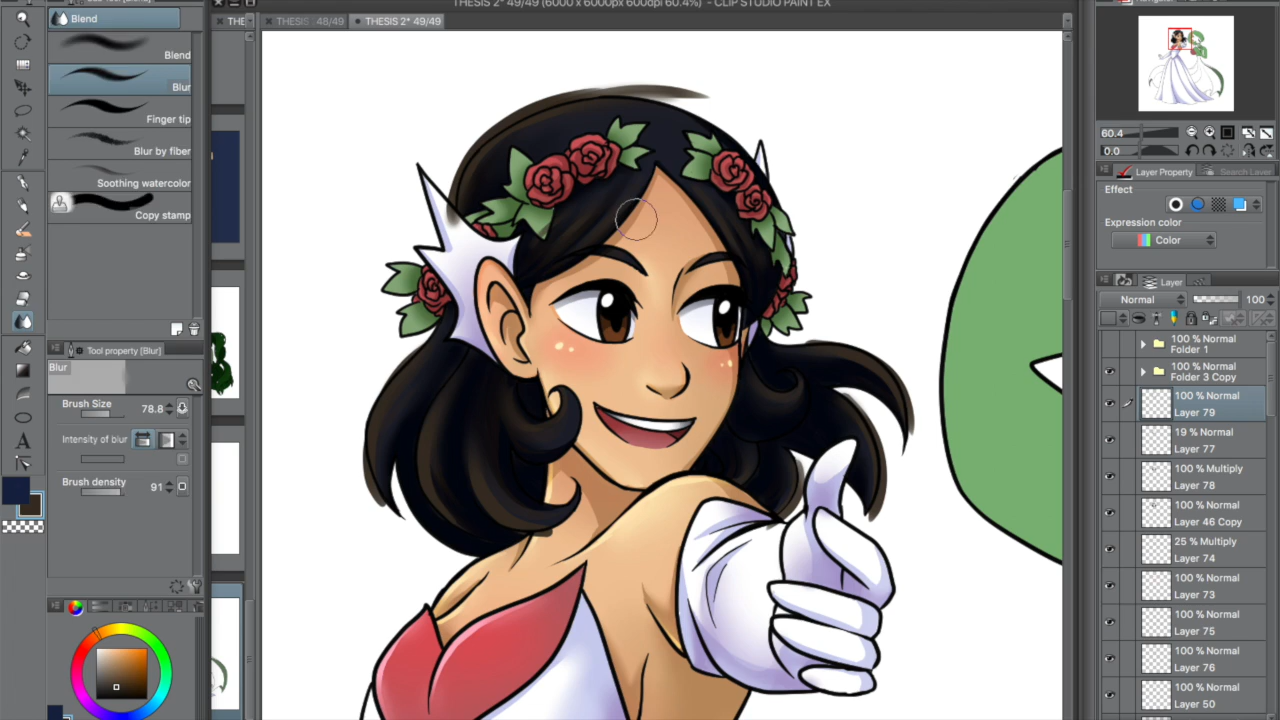 THESIS 2* 49/49 (6000 x 6000px 600dpi 60.4%) - CLIP STUDIO PAINT EX
Blend
THE
THESIS 48/49
THESIS 2* 49/49
Blend
Blur
Finger tip
Blur by fiber
Soothing watercolor
Copy stamp
Tool property [Blur]
Blur
Brush Size 78.8
Intensity of blur
Brush density 91
60.4
0.0
Layer Property
Search Layer
Effect
Expression color
Color
Layer
Normal 100
100 % Normal
Folder 1
100 % Normal
Folder 3 Copy
100 % Normal
Layer 79
19 % Normal
Layer 77
100 % Multiply
Layer 78
100 % Normal
Layer 46 Copy
25 % Multiply
Layer 74
100 % Normal
Layer 73
100 % Normal
Layer 75
100 % Normal
Layer 76
100 % Normal
Layer 50